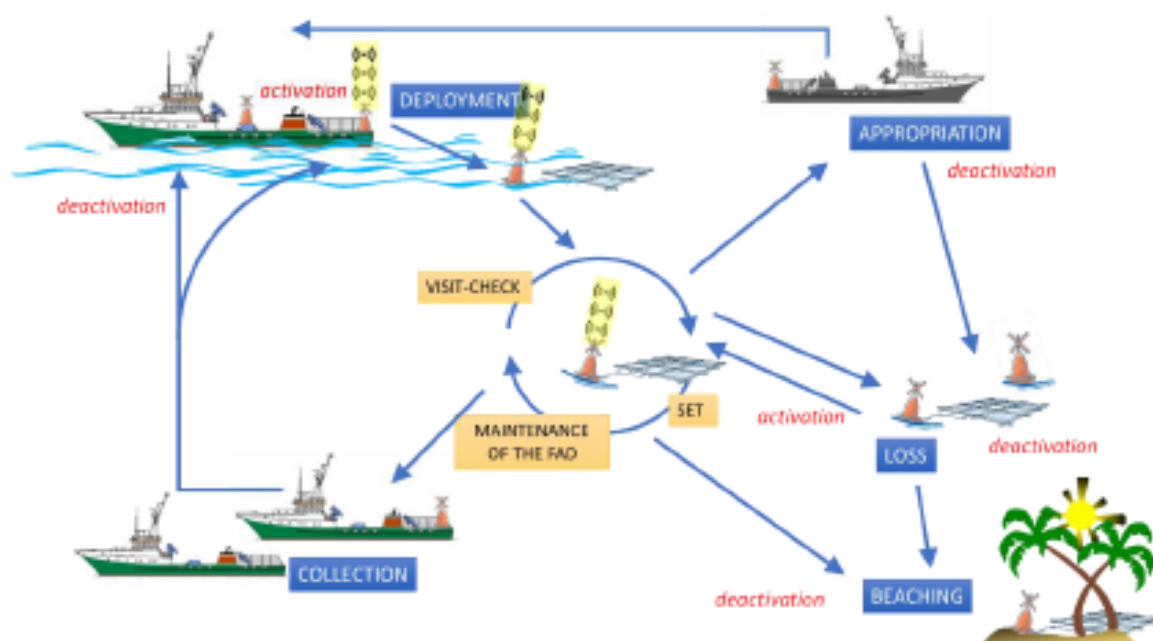 activation
DEPLOYMENT
APPROPRIATION
deactivation
deactivation
VISIT-CHECK
SET
activation
MAINTENANCE
OF THE FAD
deactivation
LOSS
COLLECTION
deactivation
BEACHING